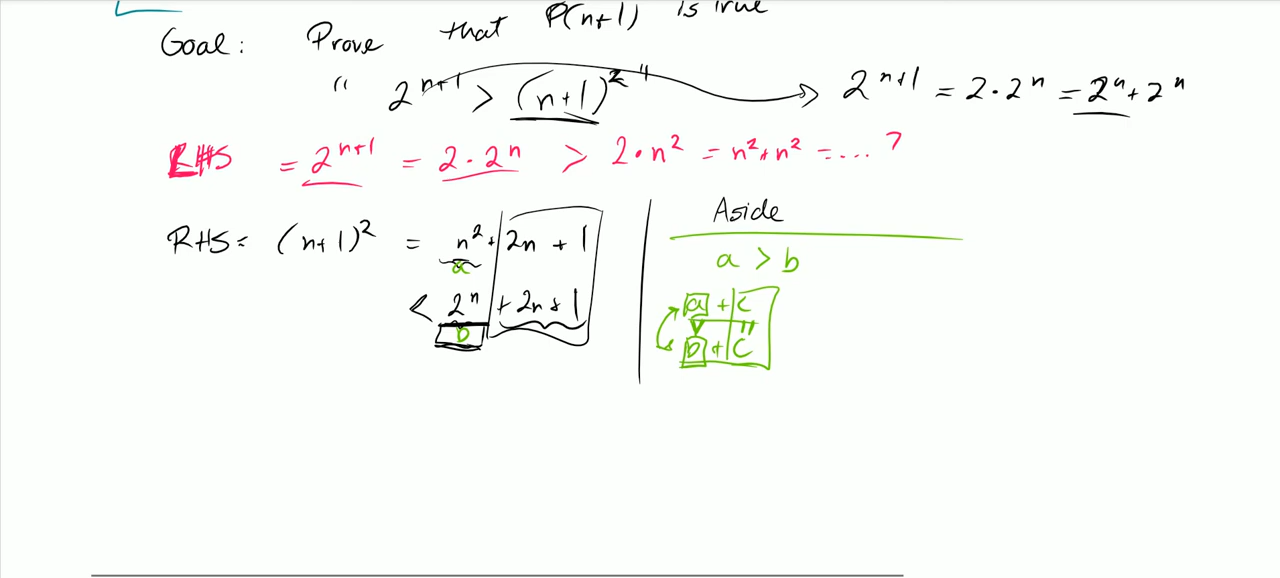 Goal: Prove that P(n+1) is true
" 2^{n+1} > (n+1)^2 " → 2^{n+1} = 2 · 2^n = 2^n + 2^n
= 2^{n+1} = 2 · 2^n > 2 · n^2 = n^2 + n^2 = .... ?
RHS = (n+1)^2 = n^2 + 2n + 1
a
< 2^n + 2n + 1
b
Aside
a > b
a + c
∨ "
b + c